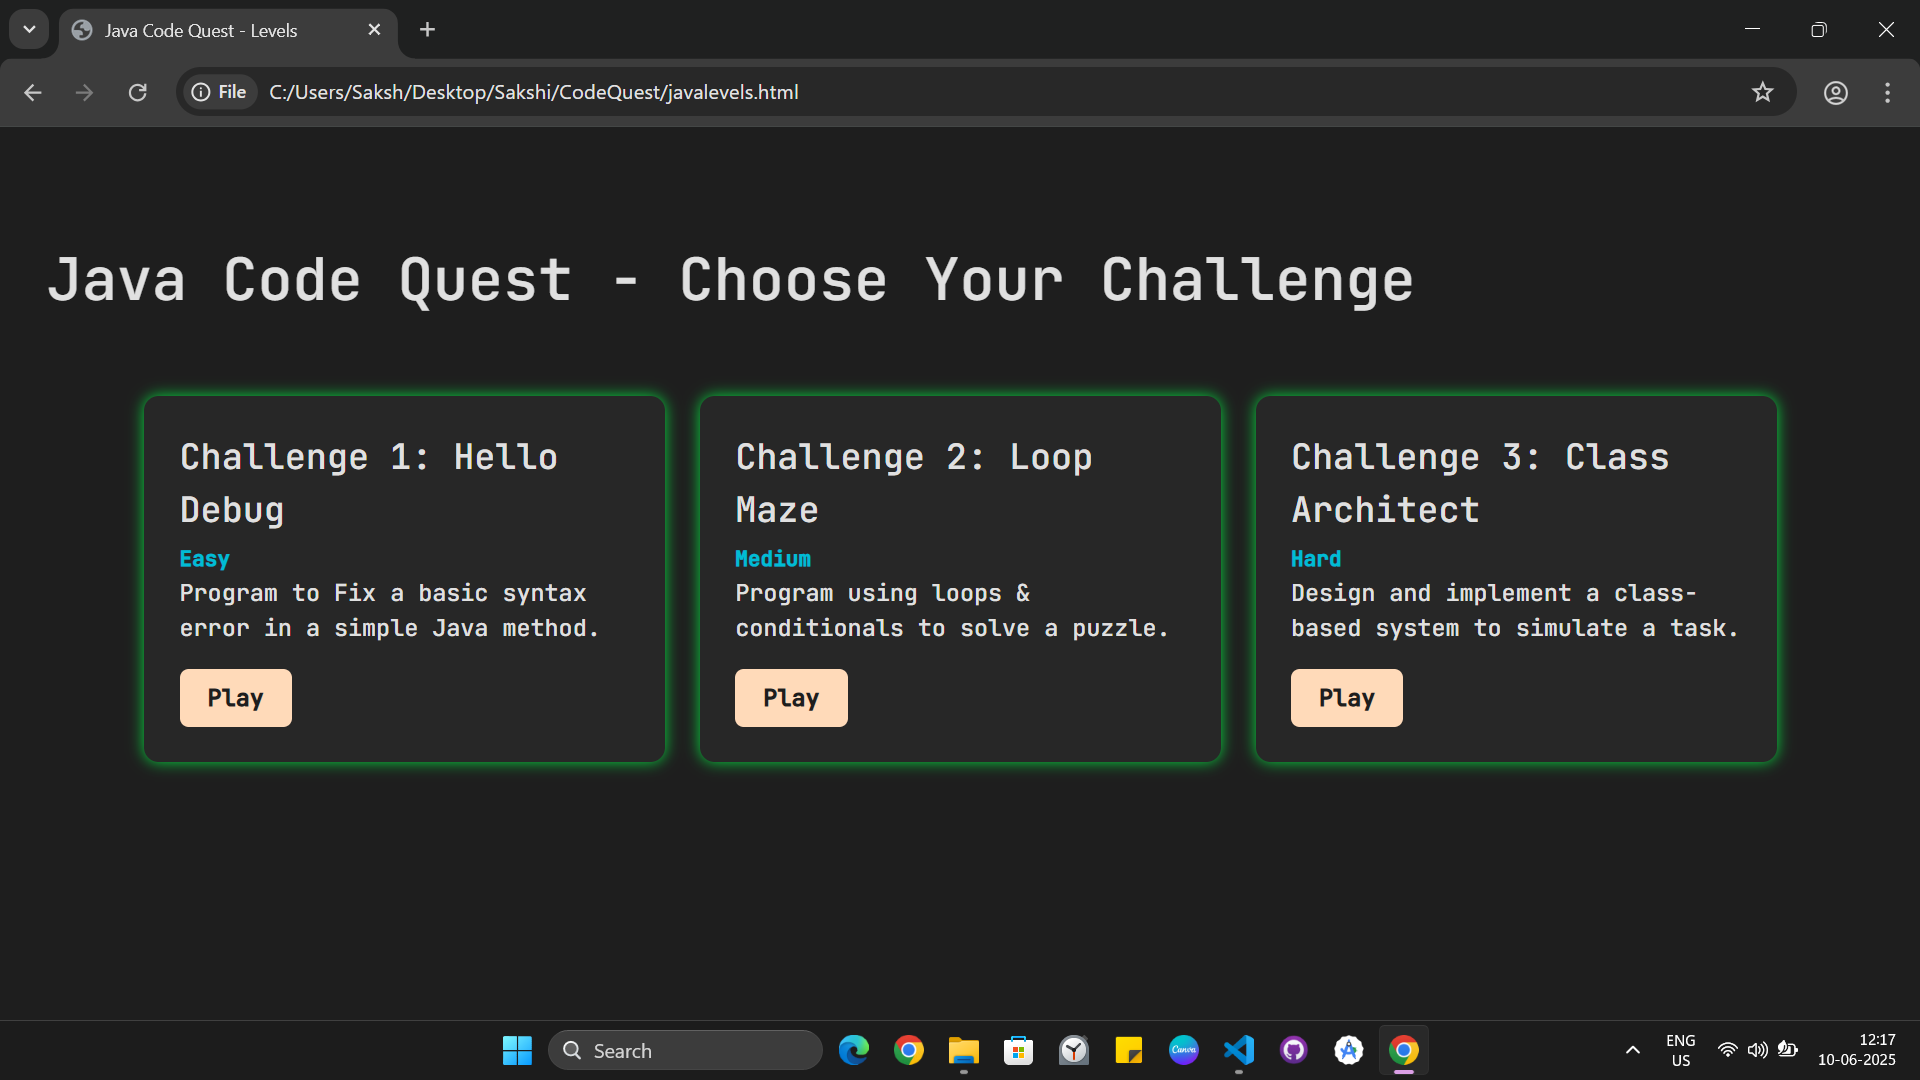 Java Code Quest - Levels
File
C:/Users/Saksh/Desktop/Sakshi/CodeQuest/javalevels.html
Java Code Quest - Choose Your Challenge
Challenge 1: Hello
Debug
Easy
Program to Fix a basic syntax
error in a simple Java method.
Play
Challenge 2: Loop
Maze
Medium
Program using loops &
conditionals to solve a puzzle.
Play
Challenge 3: Class
Architect
Hard
Design and implement a class-
based system to simulate a task.
Play
Search
Canva
ENG
US
12:17
10-06-2025